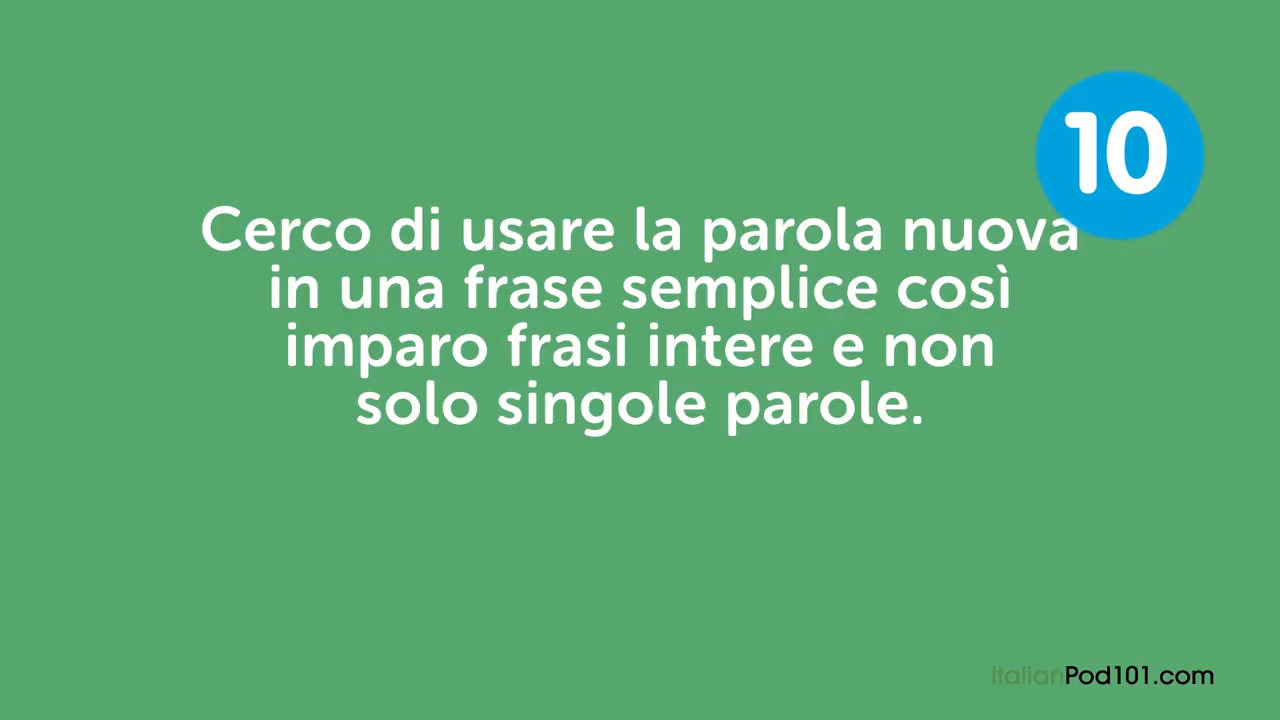 10
Cerco di usare la parola nuova
in una frase semplice così
imparo frasi intere e non
solo singole parole.
ItalianPod101.com